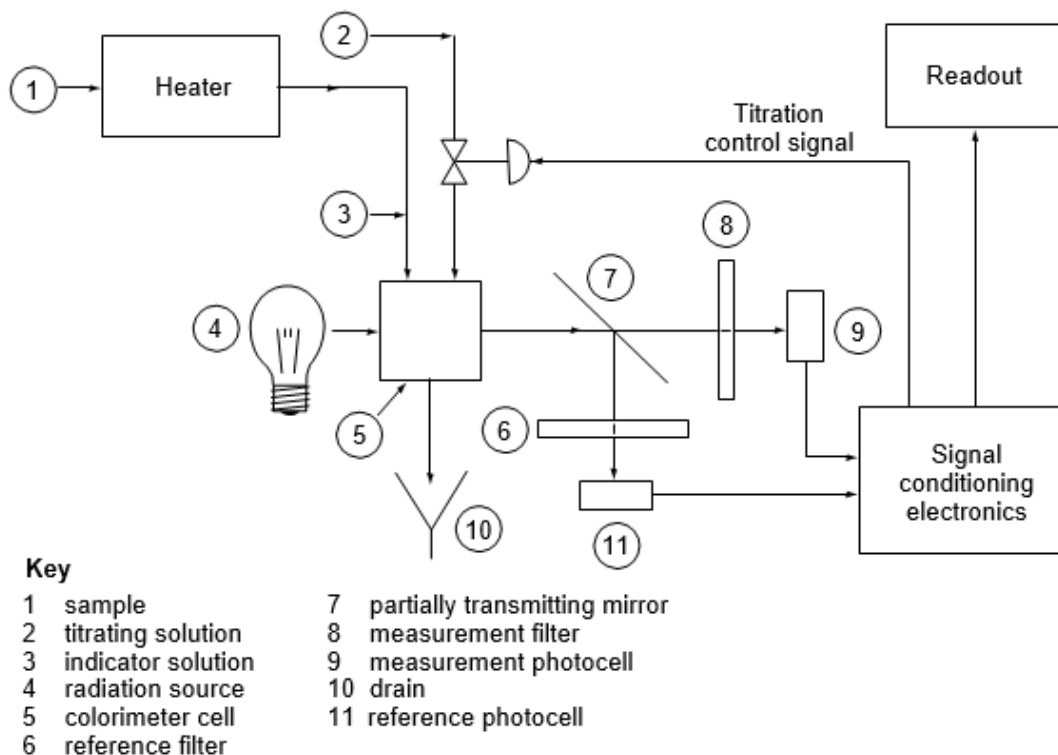 2
1
Heater
Readout
Titration
control signal
3
8
7
4
9
5
6
Signal
conditioning
electronics
10
11
Key
1 sample
2 titrating solution
3 indicator solution
4 radiation source
5 colorimeter cell
6 reference filter
7 partially transmitting mirror
8 measurement filter
9 measurement photocell
10 drain
11 reference photocell